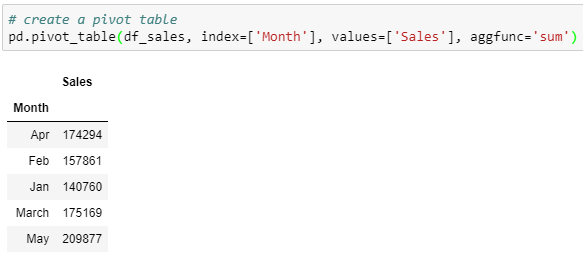 # create a pivot table
pd.pivot_table(df_sales, index=['Month'], values=['Sales'], aggfunc='sum')
Sales
Month
Apr 174294
Feb 157861
Jan 140760
March 175169
May 209877